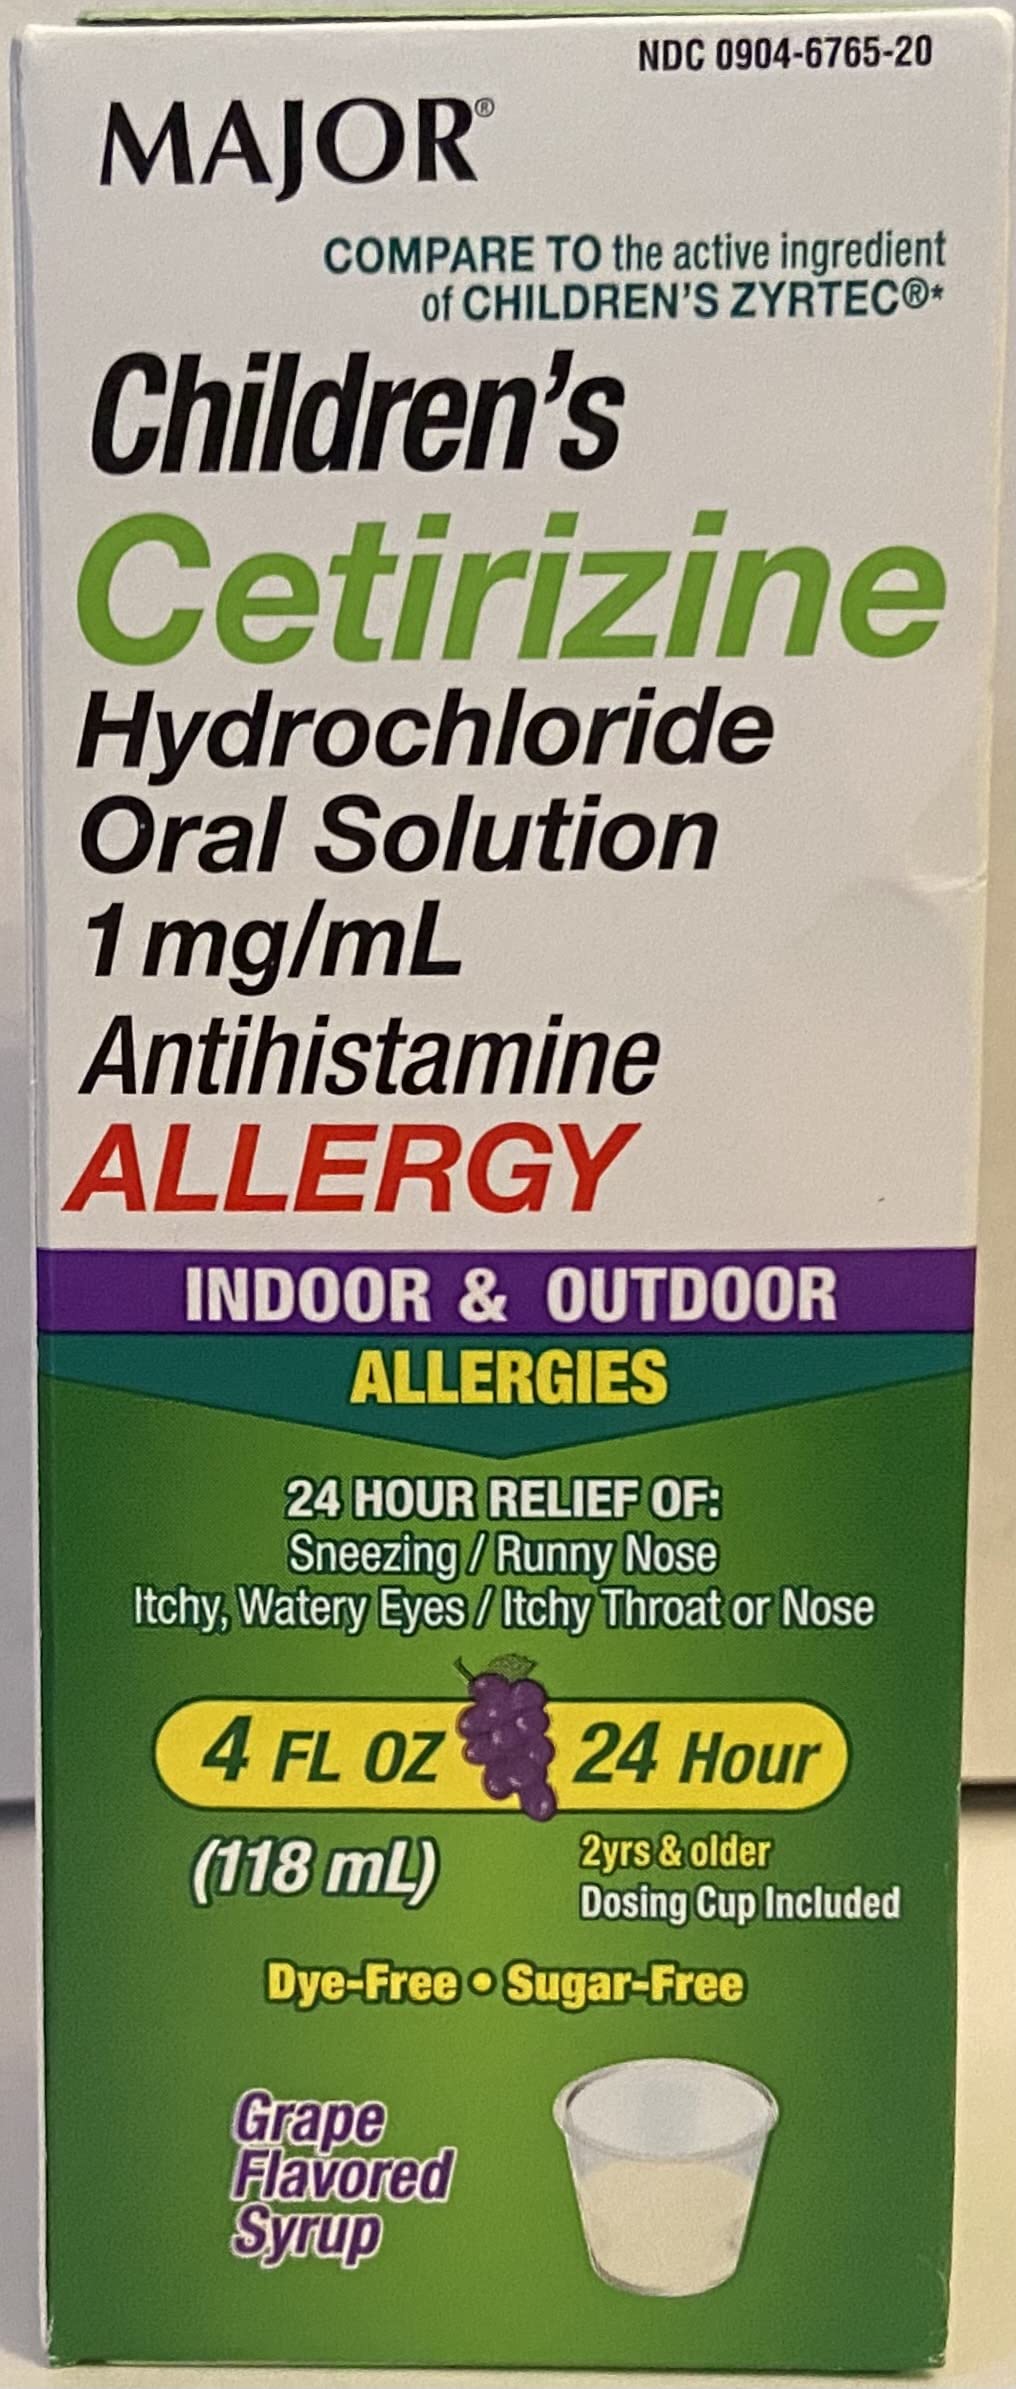 NDC 0904-6765-20
MAJOR®
COMPARE TO the active ingredient
of CHILDREN'S ZYRTEC®*
Children's
Cetirizine
Hydrochloride
Oral Solution
1 mg/mL
Antihistamine
ALLERGY
INDOOR & OUTDOOR
ALLERGIES
24 HOUR RELIEF OF:
Sneezing / Runny Nose
Itchy, Watery Eyes / Itchy Throat or Nose
4 FL OZ 24 Hour
(118 mL) 2yrs & older
Dosing Cup Included
Dye-Free • Sugar-Free
Grape
Flavored
Syrup